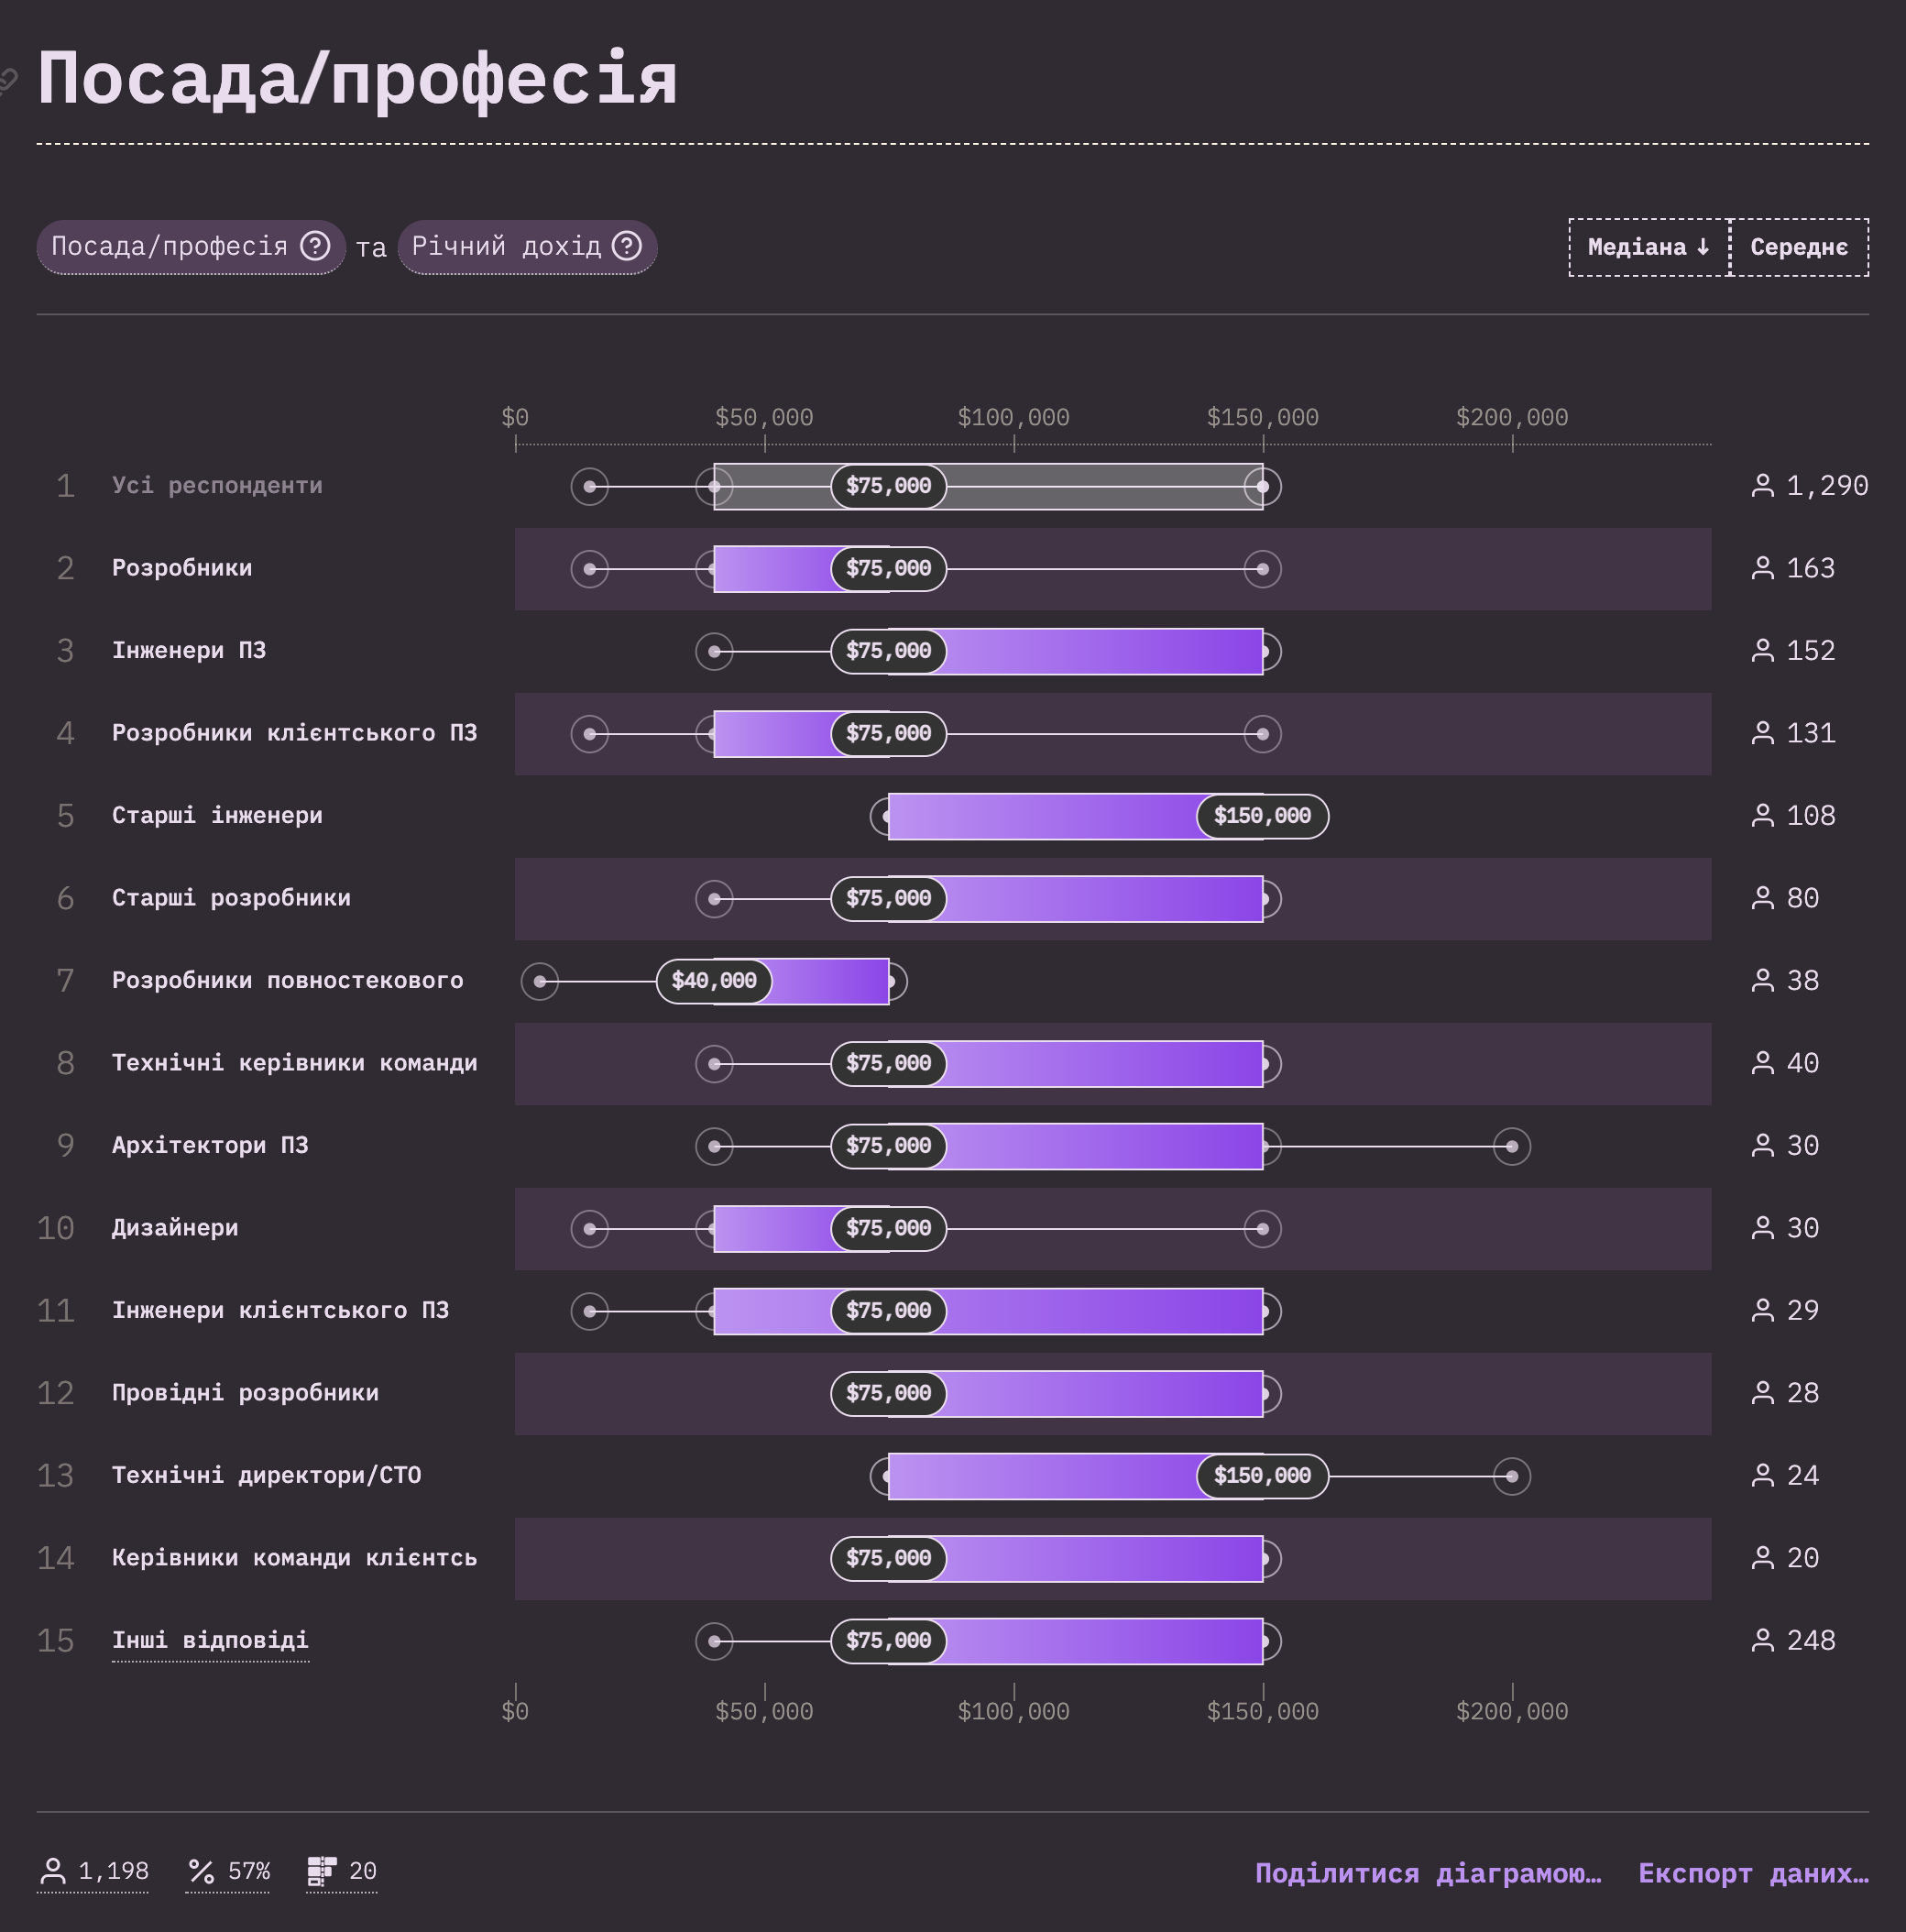 Посада/професія
Посада/професія та Річний дохід Медіана ↓ Середнє
$0 $50,000 $100,000 $150,000 $200,000
1 Усі респонденти $75,000 1,290
2 Розробники $75,000 163
3 Інженери ПЗ $75,000 152
4 Розробники клієнтського ПЗ $75,000 131
5 Старші інженери $150,000 108
6 Старші розробники $75,000 80
7 Розробники повностекового $40,000 38
8 Технічні керівники команди $75,000 40
9 Архітектори ПЗ $75,000 30
10 Дизайнери $75,000 30
11 Інженери клієнтського ПЗ $75,000 29
12 Провідні розробники $75,000 28
13 Технічні директори/CTO $150,000 24
14 Керівники команди клієнтсь $75,000 20
15 Інші відповіді $75,000 248
$0 $50,000 $100,000 $150,000 $200,000
1,198 57% 20 Поділитися діаграмою… Експорт даних…